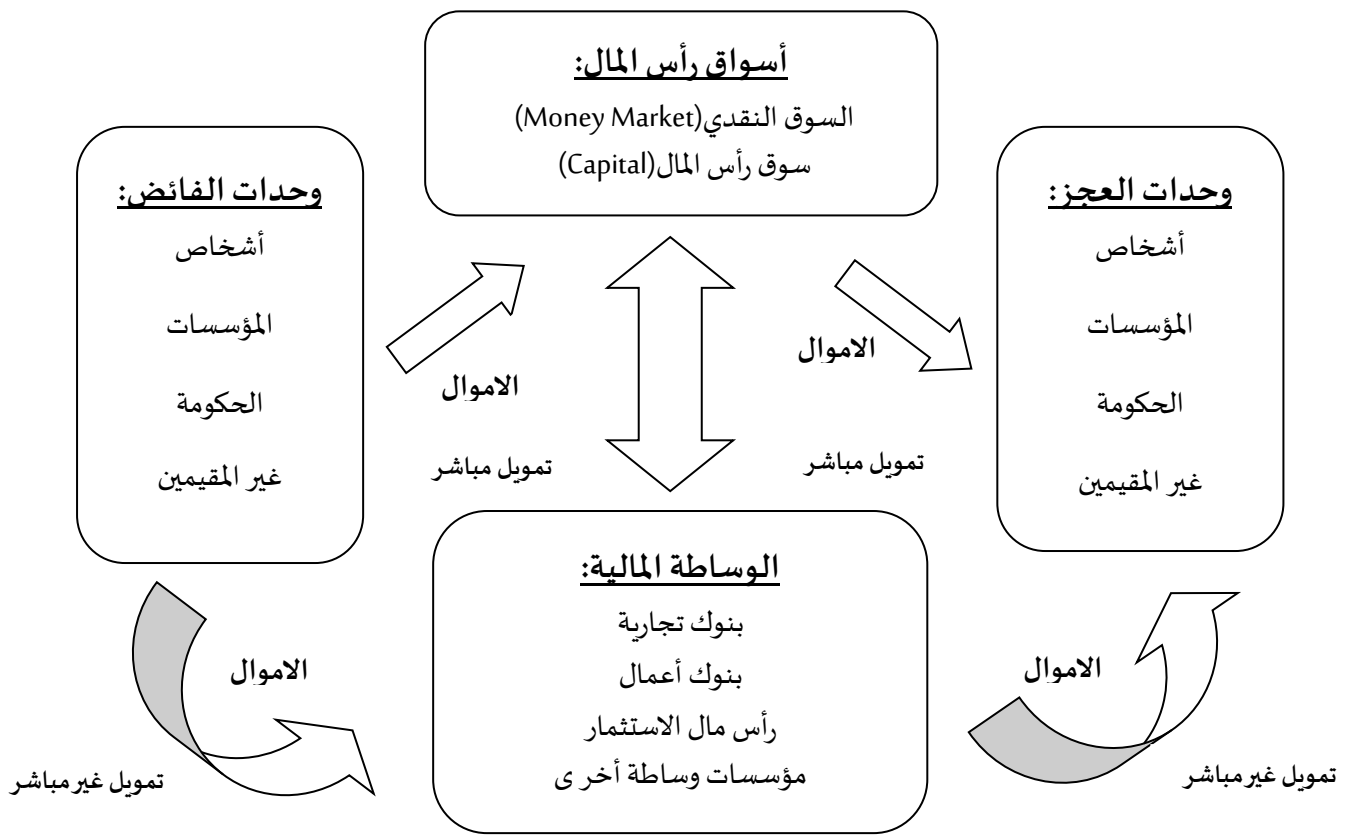 أسواق رأس المال:
السوق النقدي(Money Market)
سوق رأس المال(Capital)
وحدات العجز:
أشخاص
المؤسسات
الحكومة
غير المقيمين
وحدات الفائض:
أشخاص
المؤسسات
الحكومة
غير المقيمين
الاموال
تمويل مباشر
الاموال
تمويل مباشر
الوساطة المالية:
بنوك تجارية
بنوك أعمال
رأس مال الاستثمار
مؤسسات وساطة أخر ى
الاموال
تمويل غير مباشر
الاموال
تمويل غير مباشر